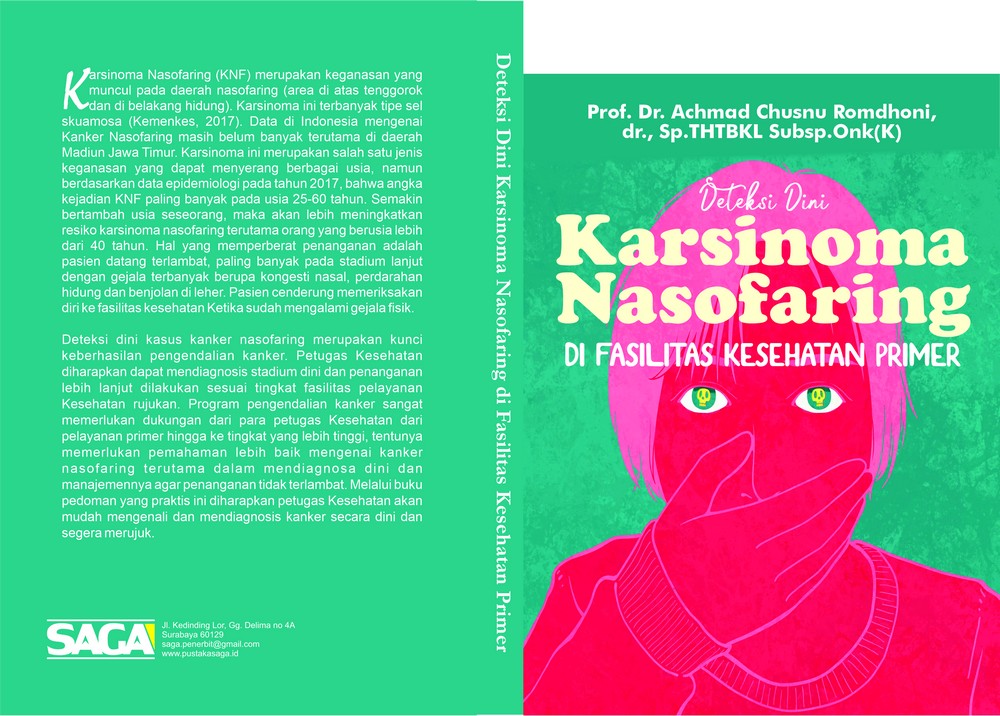 Karsinoma Nasofaring (KNF) merupakan keganasan yang
muncul pada daerah nasofaring (area di atas tenggorok
dan di belakang hidung). Karsinoma ini terbanyak tipe sel
skuamosa (Kemenkes, 2017). Data di Indonesia mengenai
Kanker Nasofaring masih belum banyak terutama di daerah
Madiun Jawa Timur. Karsinoma ini merupakan salah satu jenis
keganasan yang dapat menyerang berbagai usia, namun
berdasarkan data epidemiologi pada tahun 2017, bahwa angka
kejadian KNF paling banyak pada usia 25-60 tahun. Semakin
bertambah usia seseorang, maka akan lebih meningkatkan
resiko karsinoma nasofaring terutama orang yang berusia lebih
dari 40 tahun. Hal yang memperberat penanganan adalah
pasien datang terlambat, paling banyak pada stadium lanjut
dengan gejala terbanyak berupa kongesti nasal, perdarahan
hidung dan benjolan di leher. Pasien cenderung memeriksakan
diri ke fasilitas kesehatan Ketika sudah mengalami gejala fisik.
Deteksi dini kasus kanker nasofaring merupakan kunci
keberhasilan pengendalian kanker. Petugas Kesehatan
diharapkan dapat mendiagnosis stadium dini dan penanganan
lebih lanjut dilakukan sesuai tingkat fasilitas pelayanan
Kesehatan rujukan. Program pengendalian kanker sangat
memerlukan dukungan dari para petugas Kesehatan dari
pelayanan primer hingga ke tingkat yang lebih tinggi, tentunya
memerlukan pemahaman lebih baik mengenai kanker
nasofaring terutama dalam mendiagnosa dini dan
manajemennya agar penanganan tidak terlambat. Melalui buku
pedoman yang praktis ini diharapkan petugas Kesehatan akan
mudah mengenali dan mendiagnosis kanker secara dini dan
segera merujuk.
SAGA
Jl. Kedinding Lor, Gg. Delima no 4A
Surabaya 60129
saga.penerbit@gmail.com
www.pustakasaga.id
Deteksi Dini Karsinoma Nasofaring di Fasilitas Kesehatan Primer
Prof. Dr. Achmad Chusnu Romdhoni,
dr., Sp.THTBKL Subsp.Onk(K)
Deteksi Dini
Karsinoma
Nasofaring
DI FASILITAS KESEHATAN PRIMER